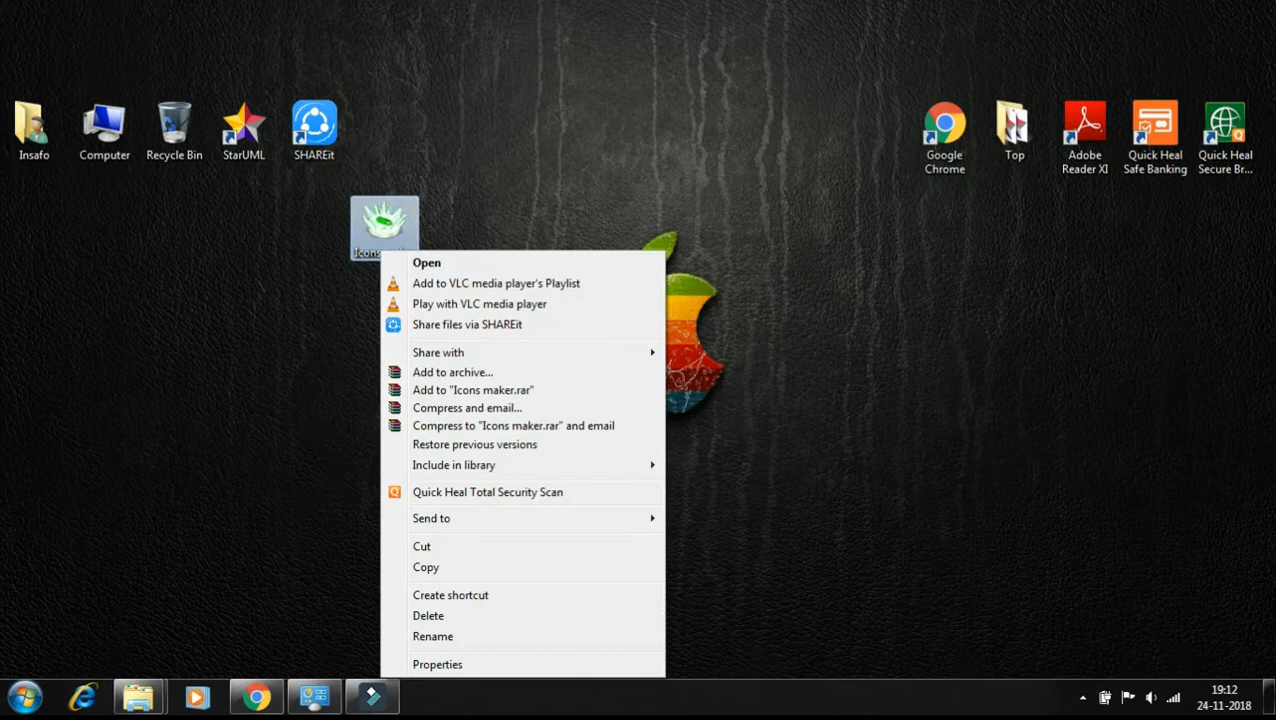 Insafo
Computer
Recycle Bin
StarUML
SHAREit
Google
Chrome
Top
Adobe
Reader XI
Quick Heal
Safe Banking
Quick Heal
Secure Br...
Icons
Open
Add to VLC media player's Playlist
Play with VLC media player
Share files via SHAREit
Share with
Add to archive...
Add to "Icons maker.rar"
Compress and email...
Compress to "Icons maker.rar" and email
Restore previous versions
Include in library
Quick Heal Total Security Scan
Send to
Cut
Copy
Create shortcut
Delete
Rename
Properties
19:12
24-11-2018